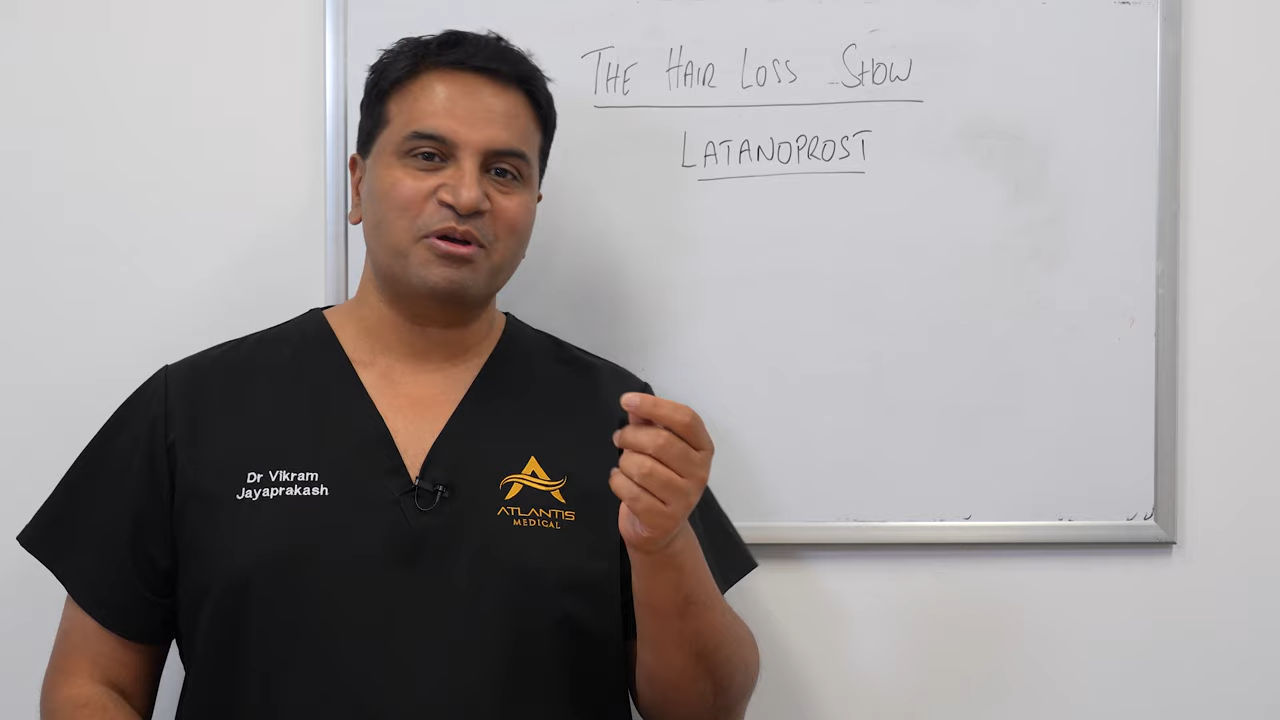 THE HAIR LOSS SHOW
LATANOPROST
Dr Vikram
Jayaprakash
ATLANTIS
MEDICAL